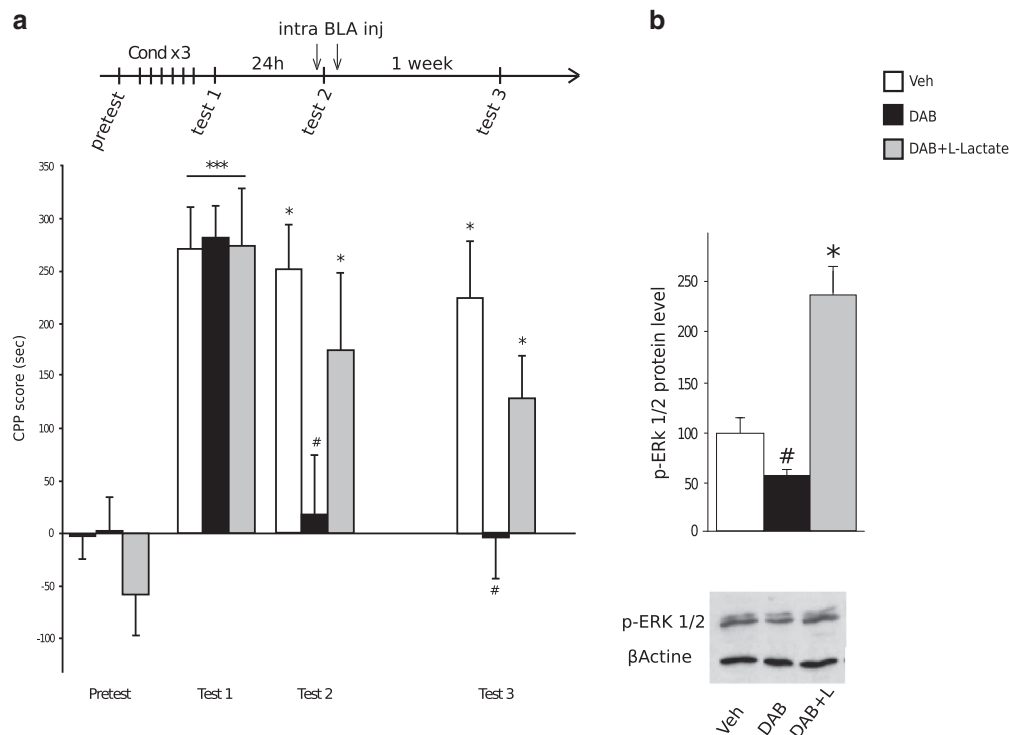 a
intra BLA inj
Cond x3
24h
1 week
pretest
test 1
test 2
test 3
CPP score (sec)
350
300
250
200
150
100
50
0
-50
-100
***
*
*
#
*
*
#
Pretest
Test 1
Test 2
Test 3
b
Veh
DAB
DAB+L-Lactate
p-ERk 1/2 protein level
250
200
150
100
50
0
*
#
p-ERK 1/2
βActine
Veh
DAB
DAB+L